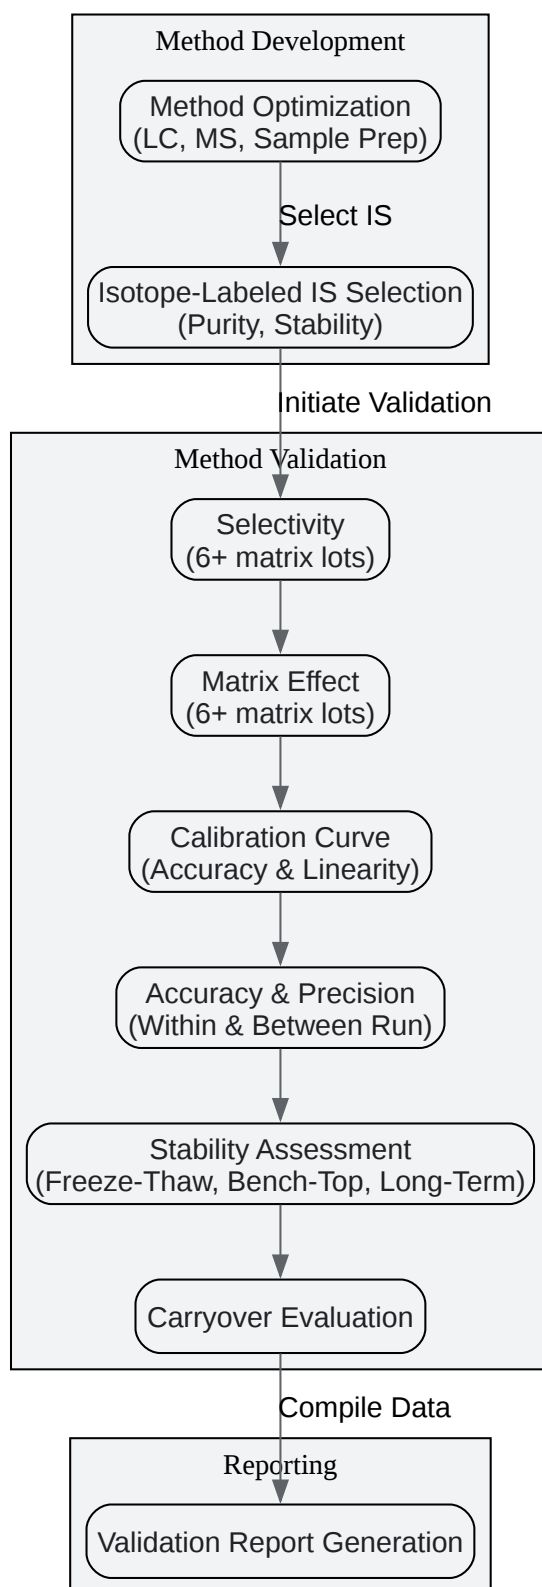 Method Development
Method Optimization
(LC, MS, Sample Prep)
Select IS
Isotope-Labeled IS Selection
(Purity, Stability)
Initiate Validation
Method Validation
Selectivity
(6+ matrix lots)
Matrix Effect
(6+ matrix lots)
Calibration Curve
(Accuracy & Linearity)
Accuracy & Precision
(Within & Between Run)
Stability Assessment
(Freeze-Thaw, Bench-Top, Long-Term)
Carryover Evaluation
Compile Data
Reporting
Validation Report Generation